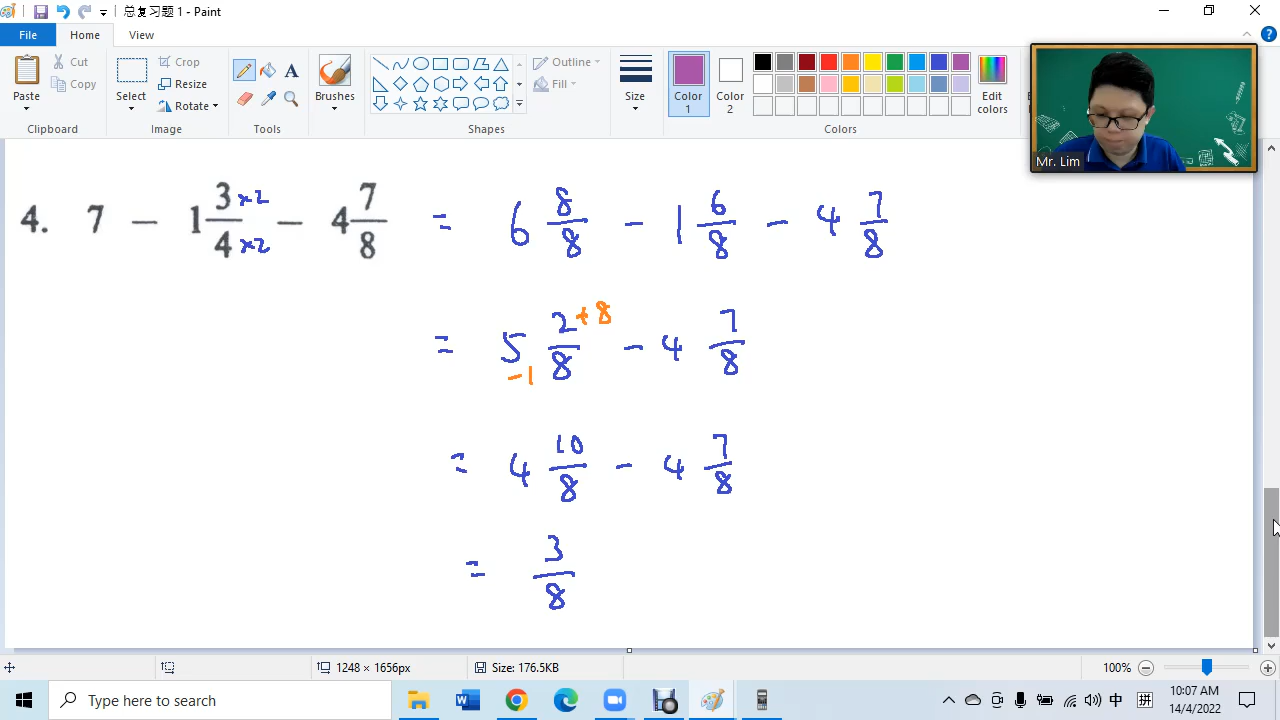 总复习题 1 - Paint
File Home View
Paste Cut Copy Clipboard
Select Crop Resize Rotate Image
Tools
Brushes
Outline Fill Shapes
Size
Color 1 Color 2 Edit colors Colors
Mr. Lim
4. 7 − 1 3/4 ×2 ×2 − 4 7/8 = 6 8/8 − 1 6/8 − 4 7/8
= 5 2/8 +8 −1 − 4 7/8
= 4 10/8 − 4 7/8
= 3/8
1248 × 1656px Size: 176.5KB 100%
Type here to search
中 拼 10:07 AM
14/4/2022